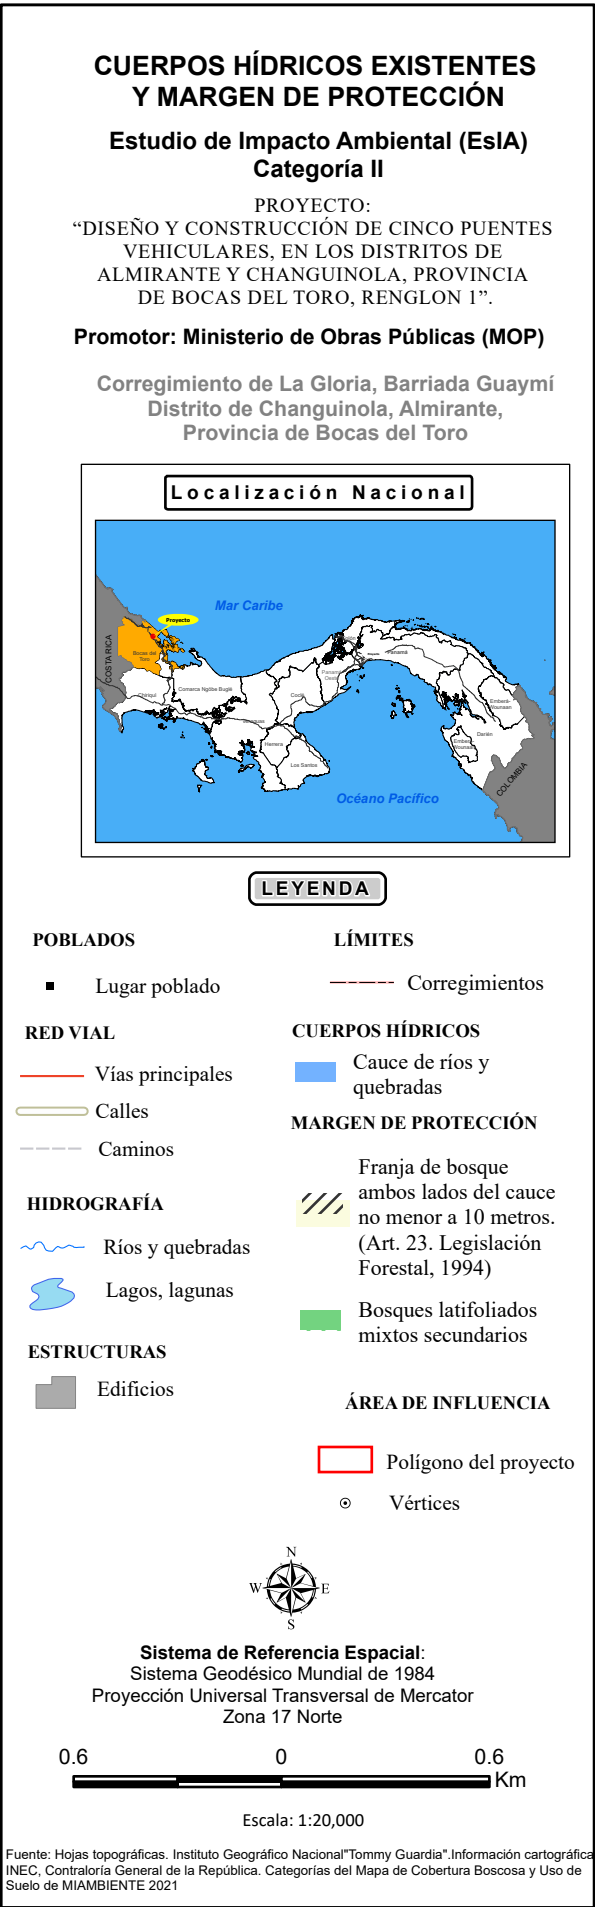 CUERPOS HÍDRICOS EXISTENTES
Y MARGEN DE PROTECCIÓN
Estudio de Impacto Ambiental (EsIA)
Categoría II
PROYECTO:
“DISEÑO Y CONSTRUCCIÓN DE CINCO PUENTES
VEHICULARES, EN LOS DISTRITOS DE
ALMIRANTE Y CHANGUINOLA, PROVINCIA
DE BOCAS DEL TORO, RENGLON 1”.
Promotor: Ministerio de Obras Públicas (MOP)
Corregimiento de La Gloria, Barriada Guaymí
Distrito de Changuinola, Almirante,
Provincia de Bocas del Toro
Localización Nacional
Mar Caribe
Proyecto
COSTA RICA
Bocas del
Toro
Chiriquí
Comarca Ngöbe Buglé
Coclé
Panamá
Oeste
Panamá
Emberá-
Wounaan
Darién
Emberá-
Wounaan
Herrera
Los Santos
COLOMBIA
Océano Pacífico
LEYENDA
POBLADOS
Lugar poblado
LÍMITES
Corregimientos
RED VIAL
Vías principales
Calles
Caminos
CUERPOS HÍDRICOS
Cauce de ríos y
quebradas
MARGEN DE PROTECCIÓN
Franja de bosque
ambos lados del cauce
no menor a 10 metros.
(Art. 23. Legislación
Forestal, 1994)
Bosques latifoliados
mixtos secundarios
HIDROGRAFÍA
Ríos y quebradas
Lagos, lagunas
ESTRUCTURAS
Edificios
ÁREA DE INFLUENCIA
Polígono del proyecto
Vértices
N
W
E
S
Sistema de Referencia Espacial:
Sistema Geodésico Mundial de 1984
Proyección Universal Transversal de Mercator
Zona 17 Norte
0.6 0 0.6
Km
Escala: 1:20,000
Fuente: Hojas topográficas. Instituto Geográfico Nacional"Tommy Guardia".Información cartográfica
INEC, Contraloría General de la República. Categorías del Mapa de Cobertura Boscosa y Uso de
Suelo de MIAMBIENTE 2021